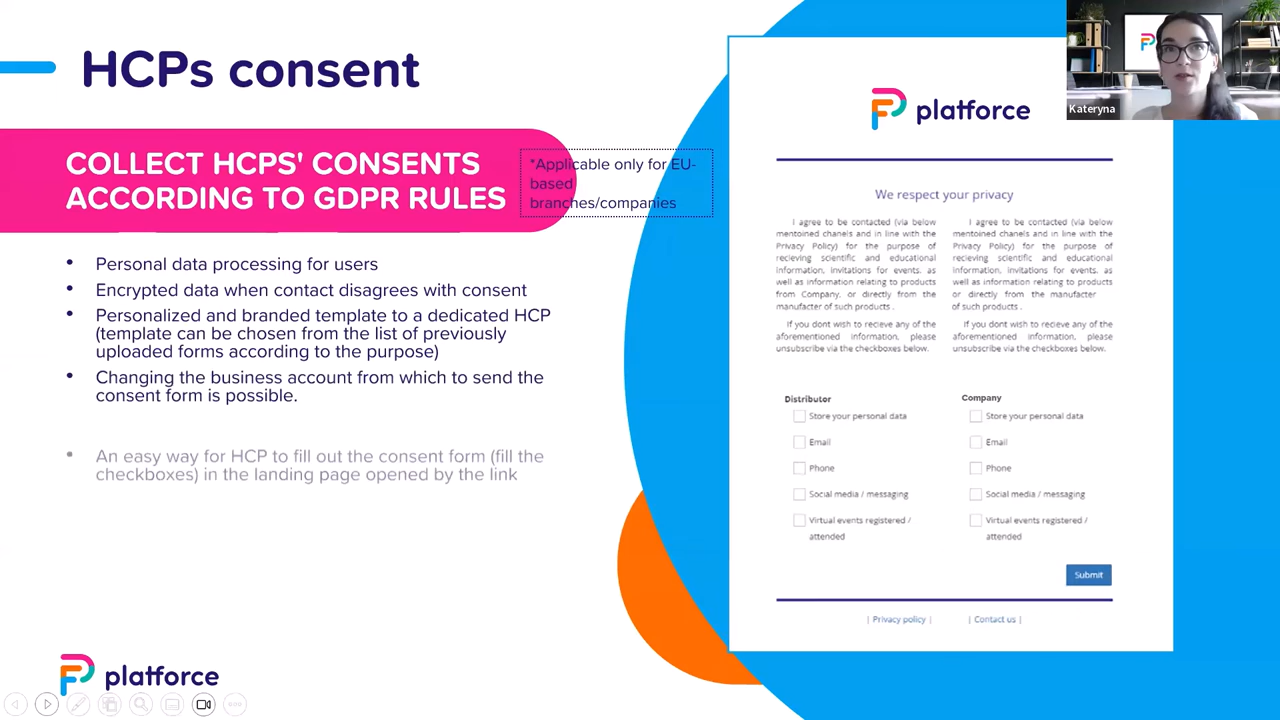 HCPs consent
COLLECT HCPS' CONSENTS
ACCORDING TO GDPR RULES
*Applicable only for EU-
based
branches/companies
• Personal data processing for users
• Encrypted data when contact disagrees with consent
• Personalized and branded template to a dedicated HCP
(template can be chosen from the list of previously
uploaded forms according to the purpose)
• Changing the business account from which to send the
consent form is possible.
• An easy way for HCP to fill out the consent form (fill the
checkboxes) in the landing page opened by the link
platforce
Kateryna
platforce
We respect your privacy
I agree to be contacted (via below
mentoined chanels and in line with the
Privacy Policy) for the purpose of
recieving scientific and educational
information, invitations for events, as
well as information relating to products
from Company, or directly from the
manufacter of such products .
If you dont wish to recieve any of the
aforementioned information, please
unsubscribe via the checkboxes below.
I agree to be contacted (via below
mentoined chanels and in line with the
Privacy Policy) for the purpose of
recieving scientific and educational
information, invitations for events, as
well as information relating to products
or directly from the manufacter
of such products .
If you dont wish to recieve any of the
aforementioned information, please
unsubscribe via the checkboxes below.
Distributor
Store your personal data
Email
Phone
Social media / messaging
Virtual events registered /
attended
Company
Store your personal data
Email
Phone
Social media / messaging
Virtual events registered /
attended
Submit
| Privacy policy | | Contact us |